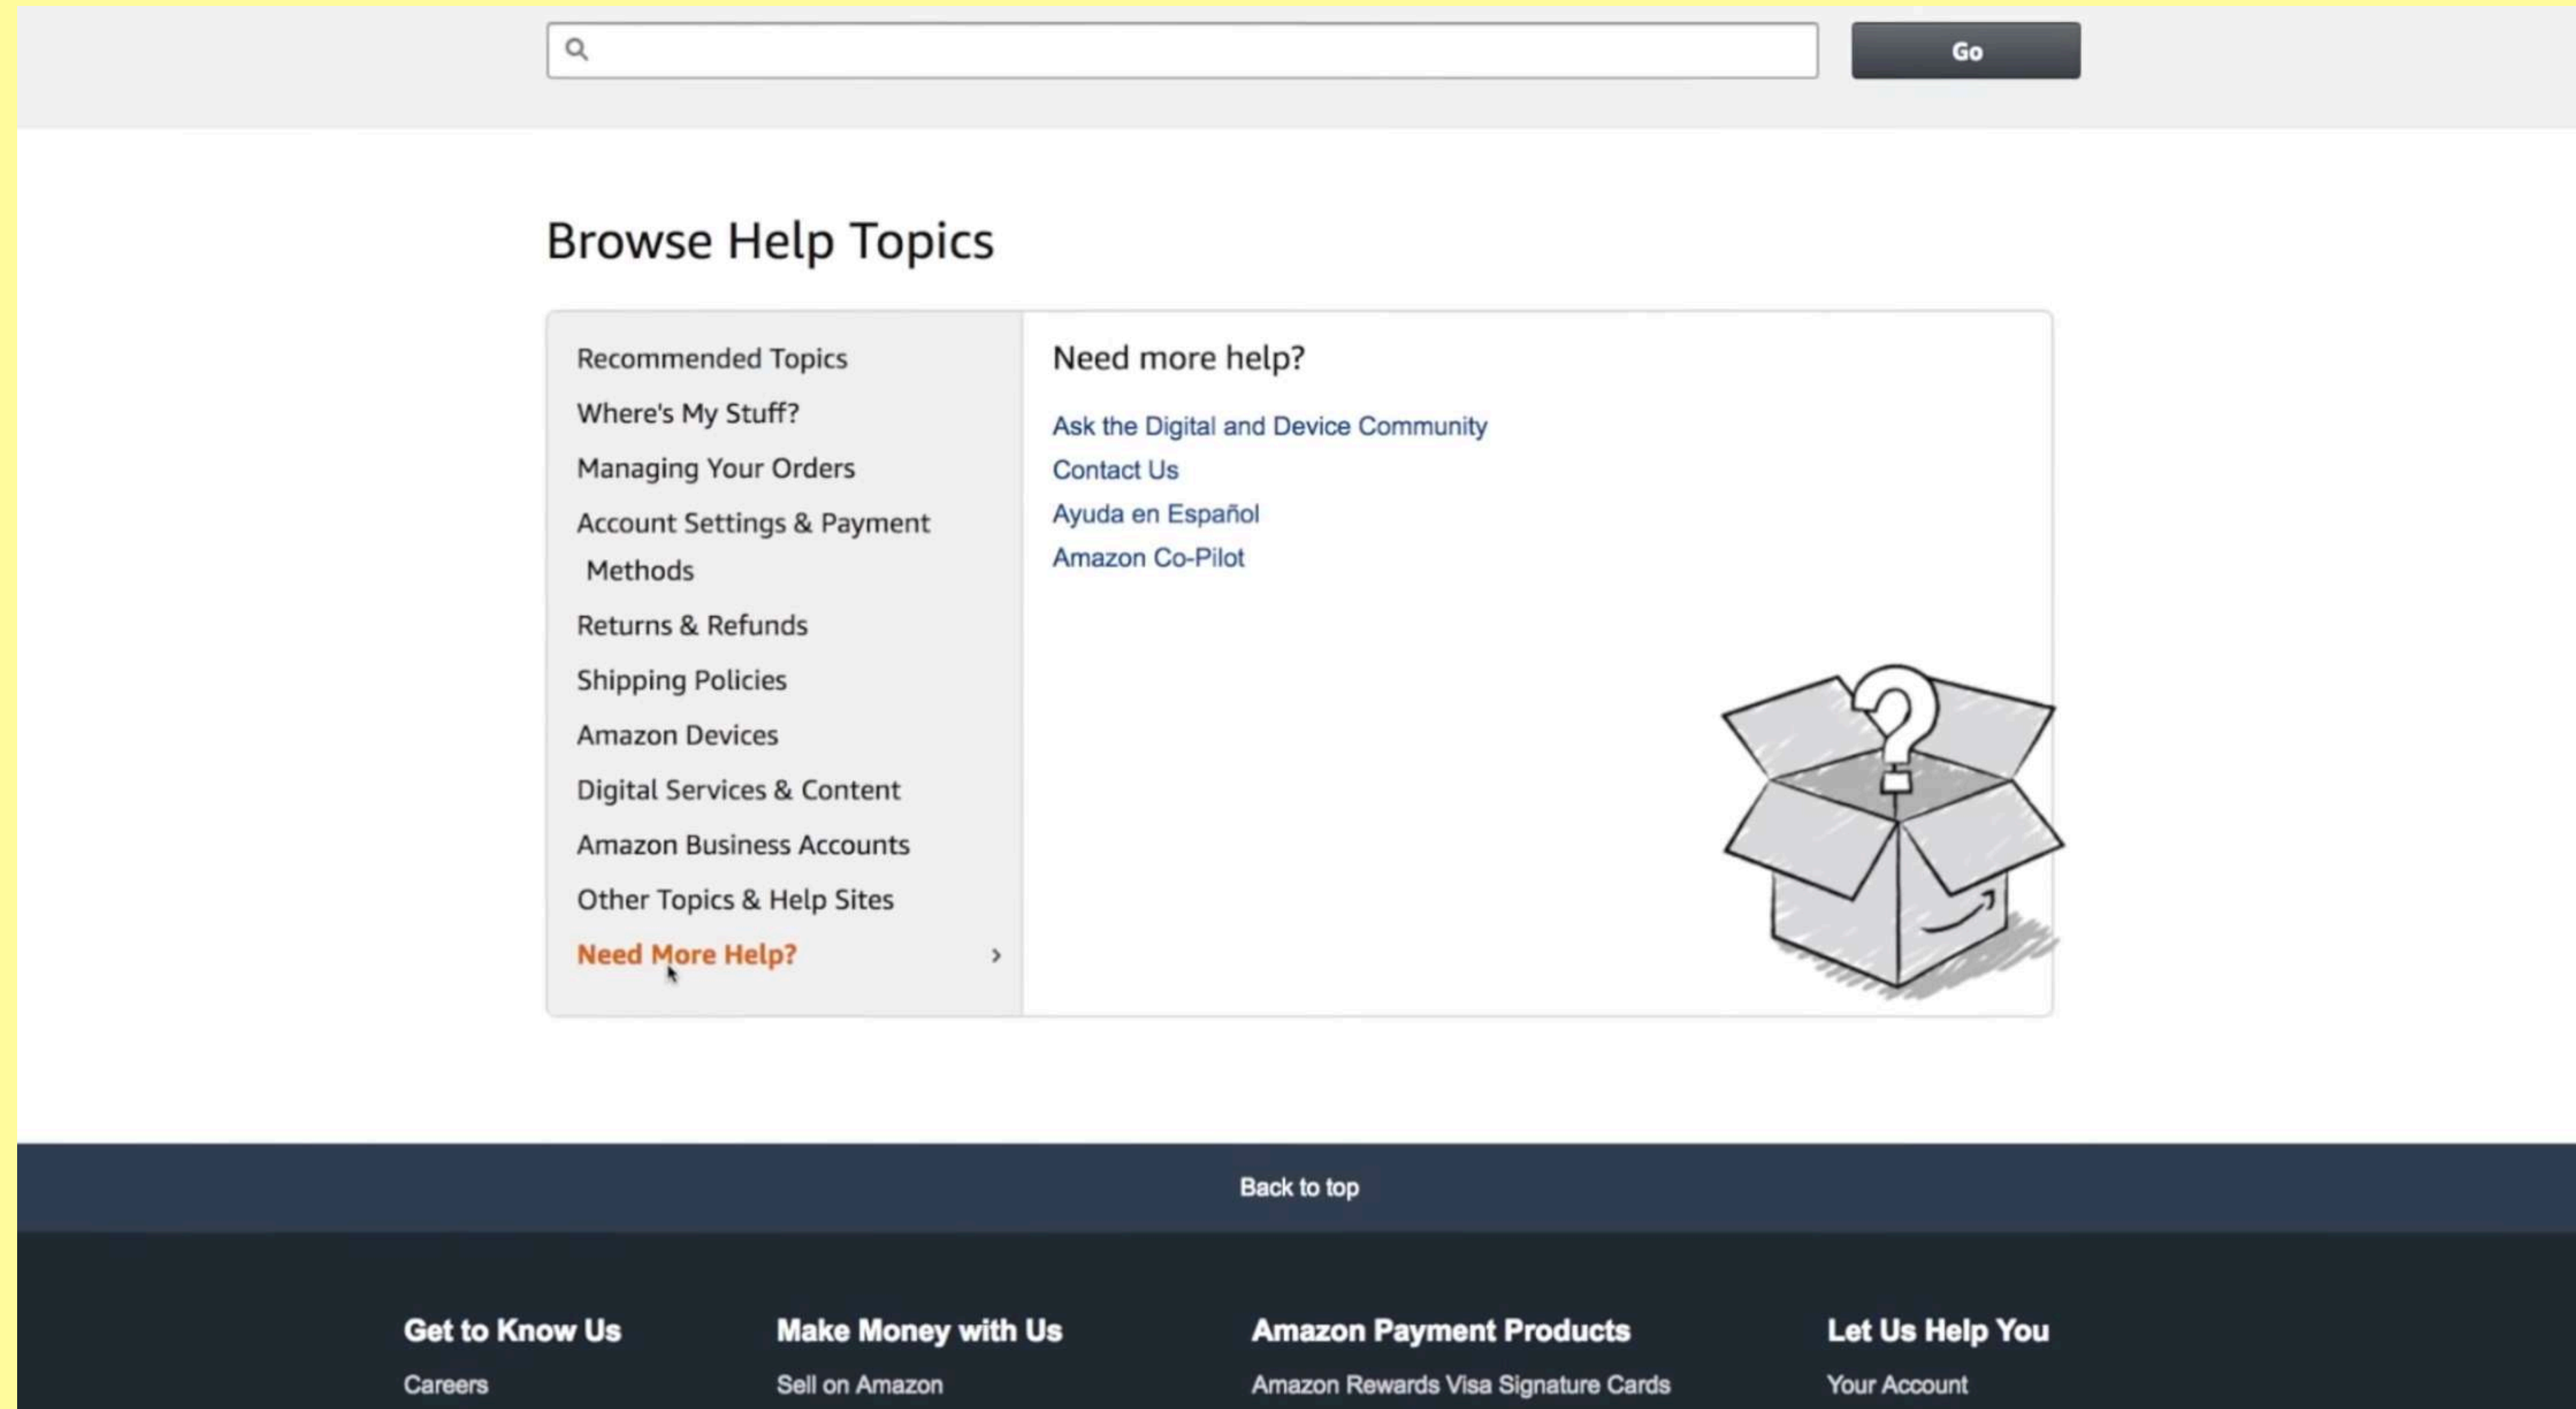 Go
Browse Help Topics
Recommended Topics
Where's My Stuff?
Managing Your Orders
Account Settings & Payment
Methods
Returns & Refunds
Shipping Policies
Amazon Devices
Digital Services & Content
Amazon Business Accounts
Other Topics & Help Sites
Need More Help?
Need more help?
Ask the Digital and Device Community
Contact Us
Ayuda en Español
Amazon Co-Pilot
Back to top
Get to Know Us
Careers
Make Money with Us
Sell on Amazon
Amazon Payment Products
Amazon Rewards Visa Signature Cards
Let Us Help You
Your Account